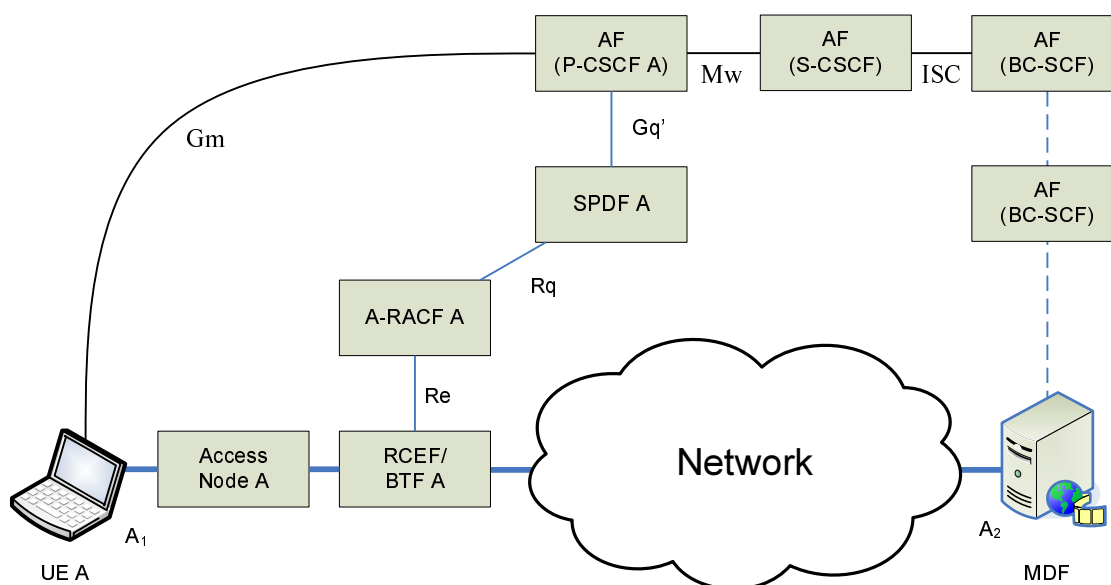 AF
(P-CSCF A)
Mw
AF
(S-CSCF)
ISC
AF
(BC-SCF)
Gm
Gq’
SPDF A
AF
(BC-SCF)
Rq
A-RACF A
Re
Access
Node A
RCEF/
BTF A
Network
A1
A2
UE A
MDF